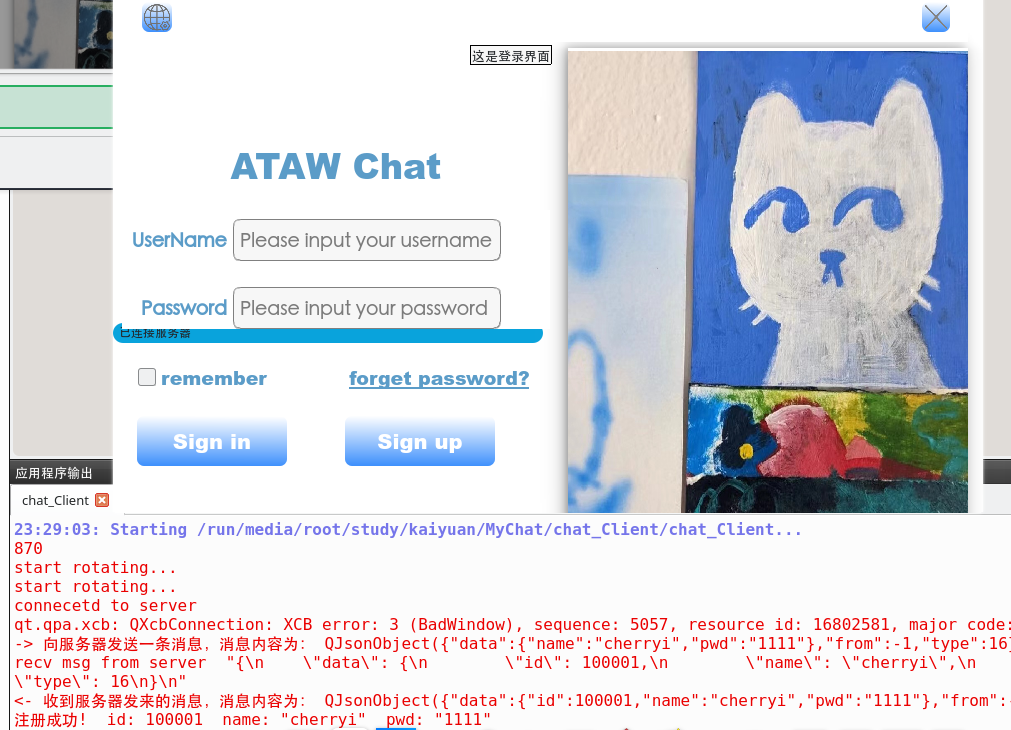 这是登录界面
ATAW Chat
UserName Please input your username
Password Please input your password
已连接服务器
remember forget password?
Sign in Sign up
应用程序输出
chat_Client
23:29:03: Starting /run/media/root/study/kaiyuan/MyChat/chat_Client/chat_Client...
870
start rotating...
start rotating...
connecetd to server
qt.qpa.xcb: QXcbConnection: XCB error: 3 (BadWindow), sequence: 5057, resource id: 16802581, major code:
-> 向服务器发送一条消息，消息内容为： QJsonObject({"data":{"name":"cherryi","pwd":"1111"},"from":-1,"type":16}
recv msg from server "{\n \"data\": {\n \"id\": 100001,\n \"name\": \"cherryi\",\n
\"type\": 16\n}\n"
<- 收到服务器发来的消息，消息内容为： QJsonObject({"data":{"id":100001,"name":"cherryi","pwd":"1111"},"from":-
注册成功！ id: 100001 name: "cherryi" pwd: "1111"